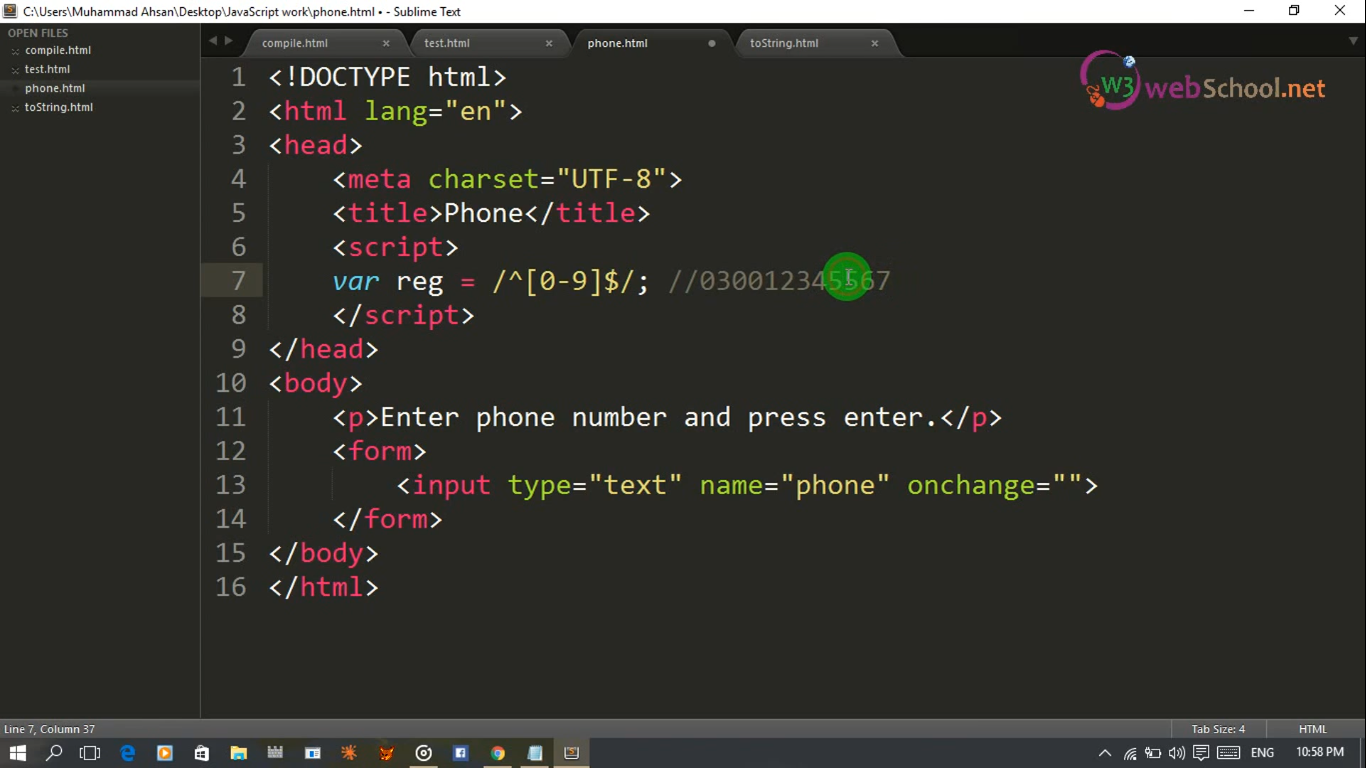 C:\Users\Muhammad Ahsan\Desktop\JavaScript work\phone.html • - Sublime Text
OPEN FILES
compile.html
test.html
phone.html
toString.html
compile.html
test.html
phone.html
toString.html
W3webSchool.net
1 <!DOCTYPE html>
2 <html lang="en">
3 <head>
4 <meta charset="UTF-8">
5 <title>Phone</title>
6 <script>
7 var reg = /^[0-9]$/; //030012345567
8 </script>
9 </head>
10 <body>
11 <p>Enter phone number and press enter.</p>
12 <form>
13 <input type="text" name="phone" onchange="">
14 </form>
15 </body>
16 </html>
Line 7, Column 37
Tab Size: 4
HTML
ENG
10:58 PM